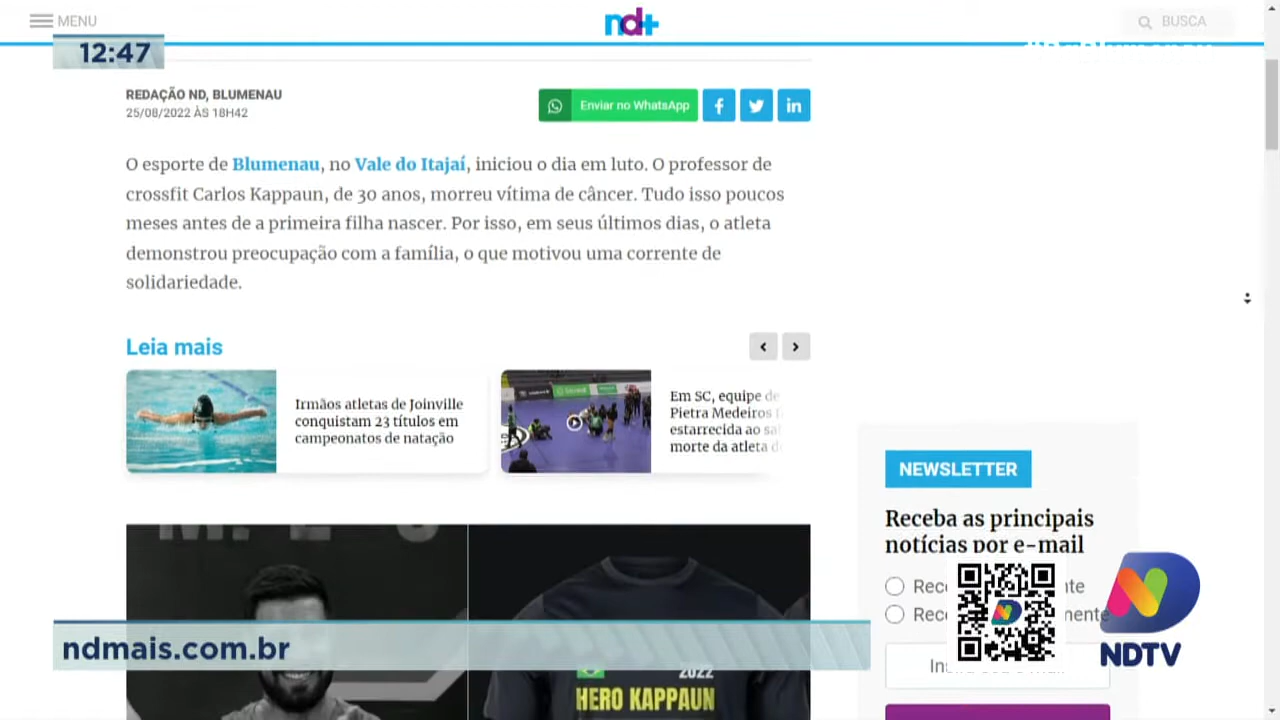 MENU
nd+
BUSCA
12:47
REDAÇÃO ND, BLUMENAU
25/08/2022 ÀS 18H42
Enviar no WhatsApp
O esporte de Blumenau, no Vale do Itajaí, iniciou o dia em luto. O professor de
crossfit Carlos Kappaun, de 30 anos, morreu vítima de câncer. Tudo isso poucos
meses antes de a primeira filha nascer. Por isso, em seus últimos dias, o atleta
demonstrou preocupação com a família, o que motivou uma corrente de
solidariedade.
Leia mais
Irmãos atletas de Joinville
conquistam 23 títulos em
campeonatos de natação
Em SC, equipe de
Pietra Medeiros
estarrecida ao
morte da atleta
NEWSLETTER
Receba as principais
notícias por e-mail
ndmais.com.br
NDTV
2022
HERO KAPPAUN